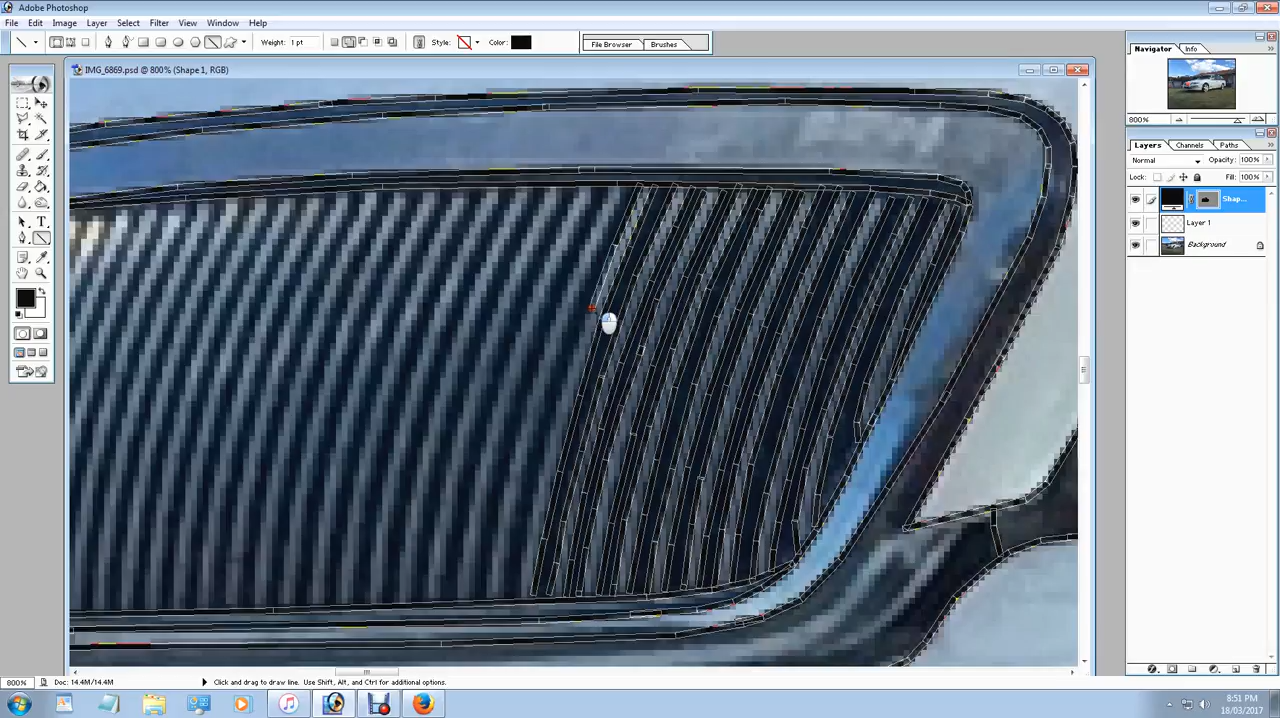 Adobe Photoshop
File Edit Image Layer Select Filter View Window Help
Weight: 1 pt Style: Color: File Browser Brushes
IMG_6869.psd @ 800% (Shape 1, RGB)
Navigator Info
800%
Layers Channels Paths
Normal Opacity: 100%
Lock: Fill: 100%
Shap...
Layer 1
Background
800% Doc: 14.4M/14.4M Click and drag to draw line. Use Shift, Alt, and Ctrl for additional options.
8:51 PM
18/03/2017